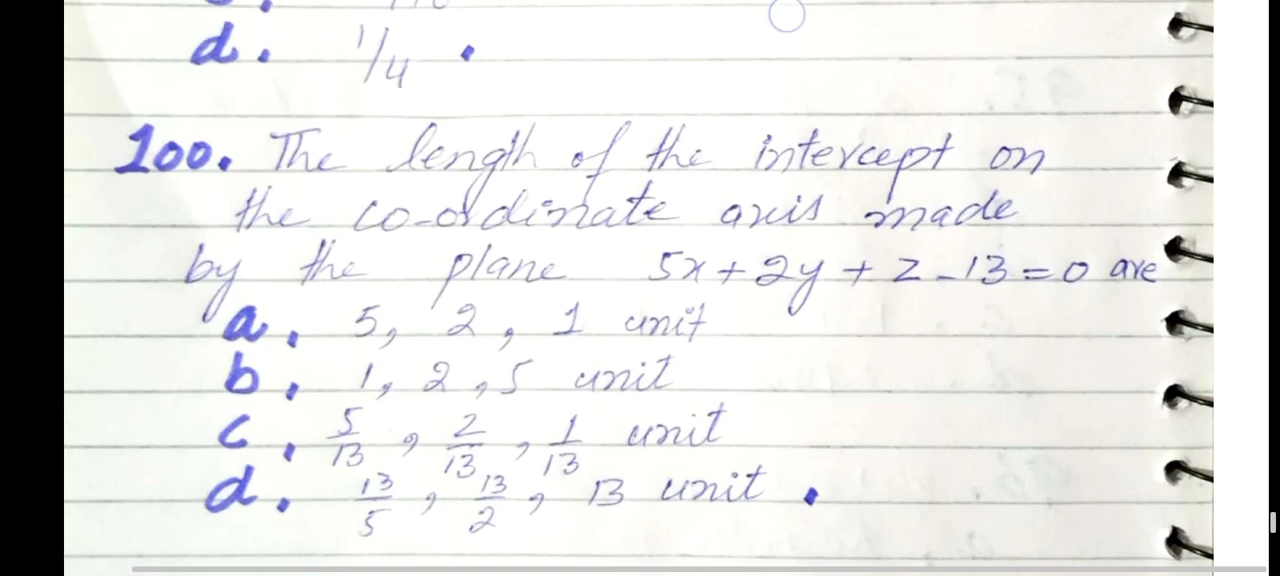 d. 1/4 .
100. The length of the intercept on
the co-ordinate axis made
by the plane 5x + 2y + z - 13 = 0 are
a. 5, 2, 1 unit
b. 1, 2, 5 unit
c. 5/13, 2/13, 1/13 unit
d. 13/5, 13/2, 13 unit .